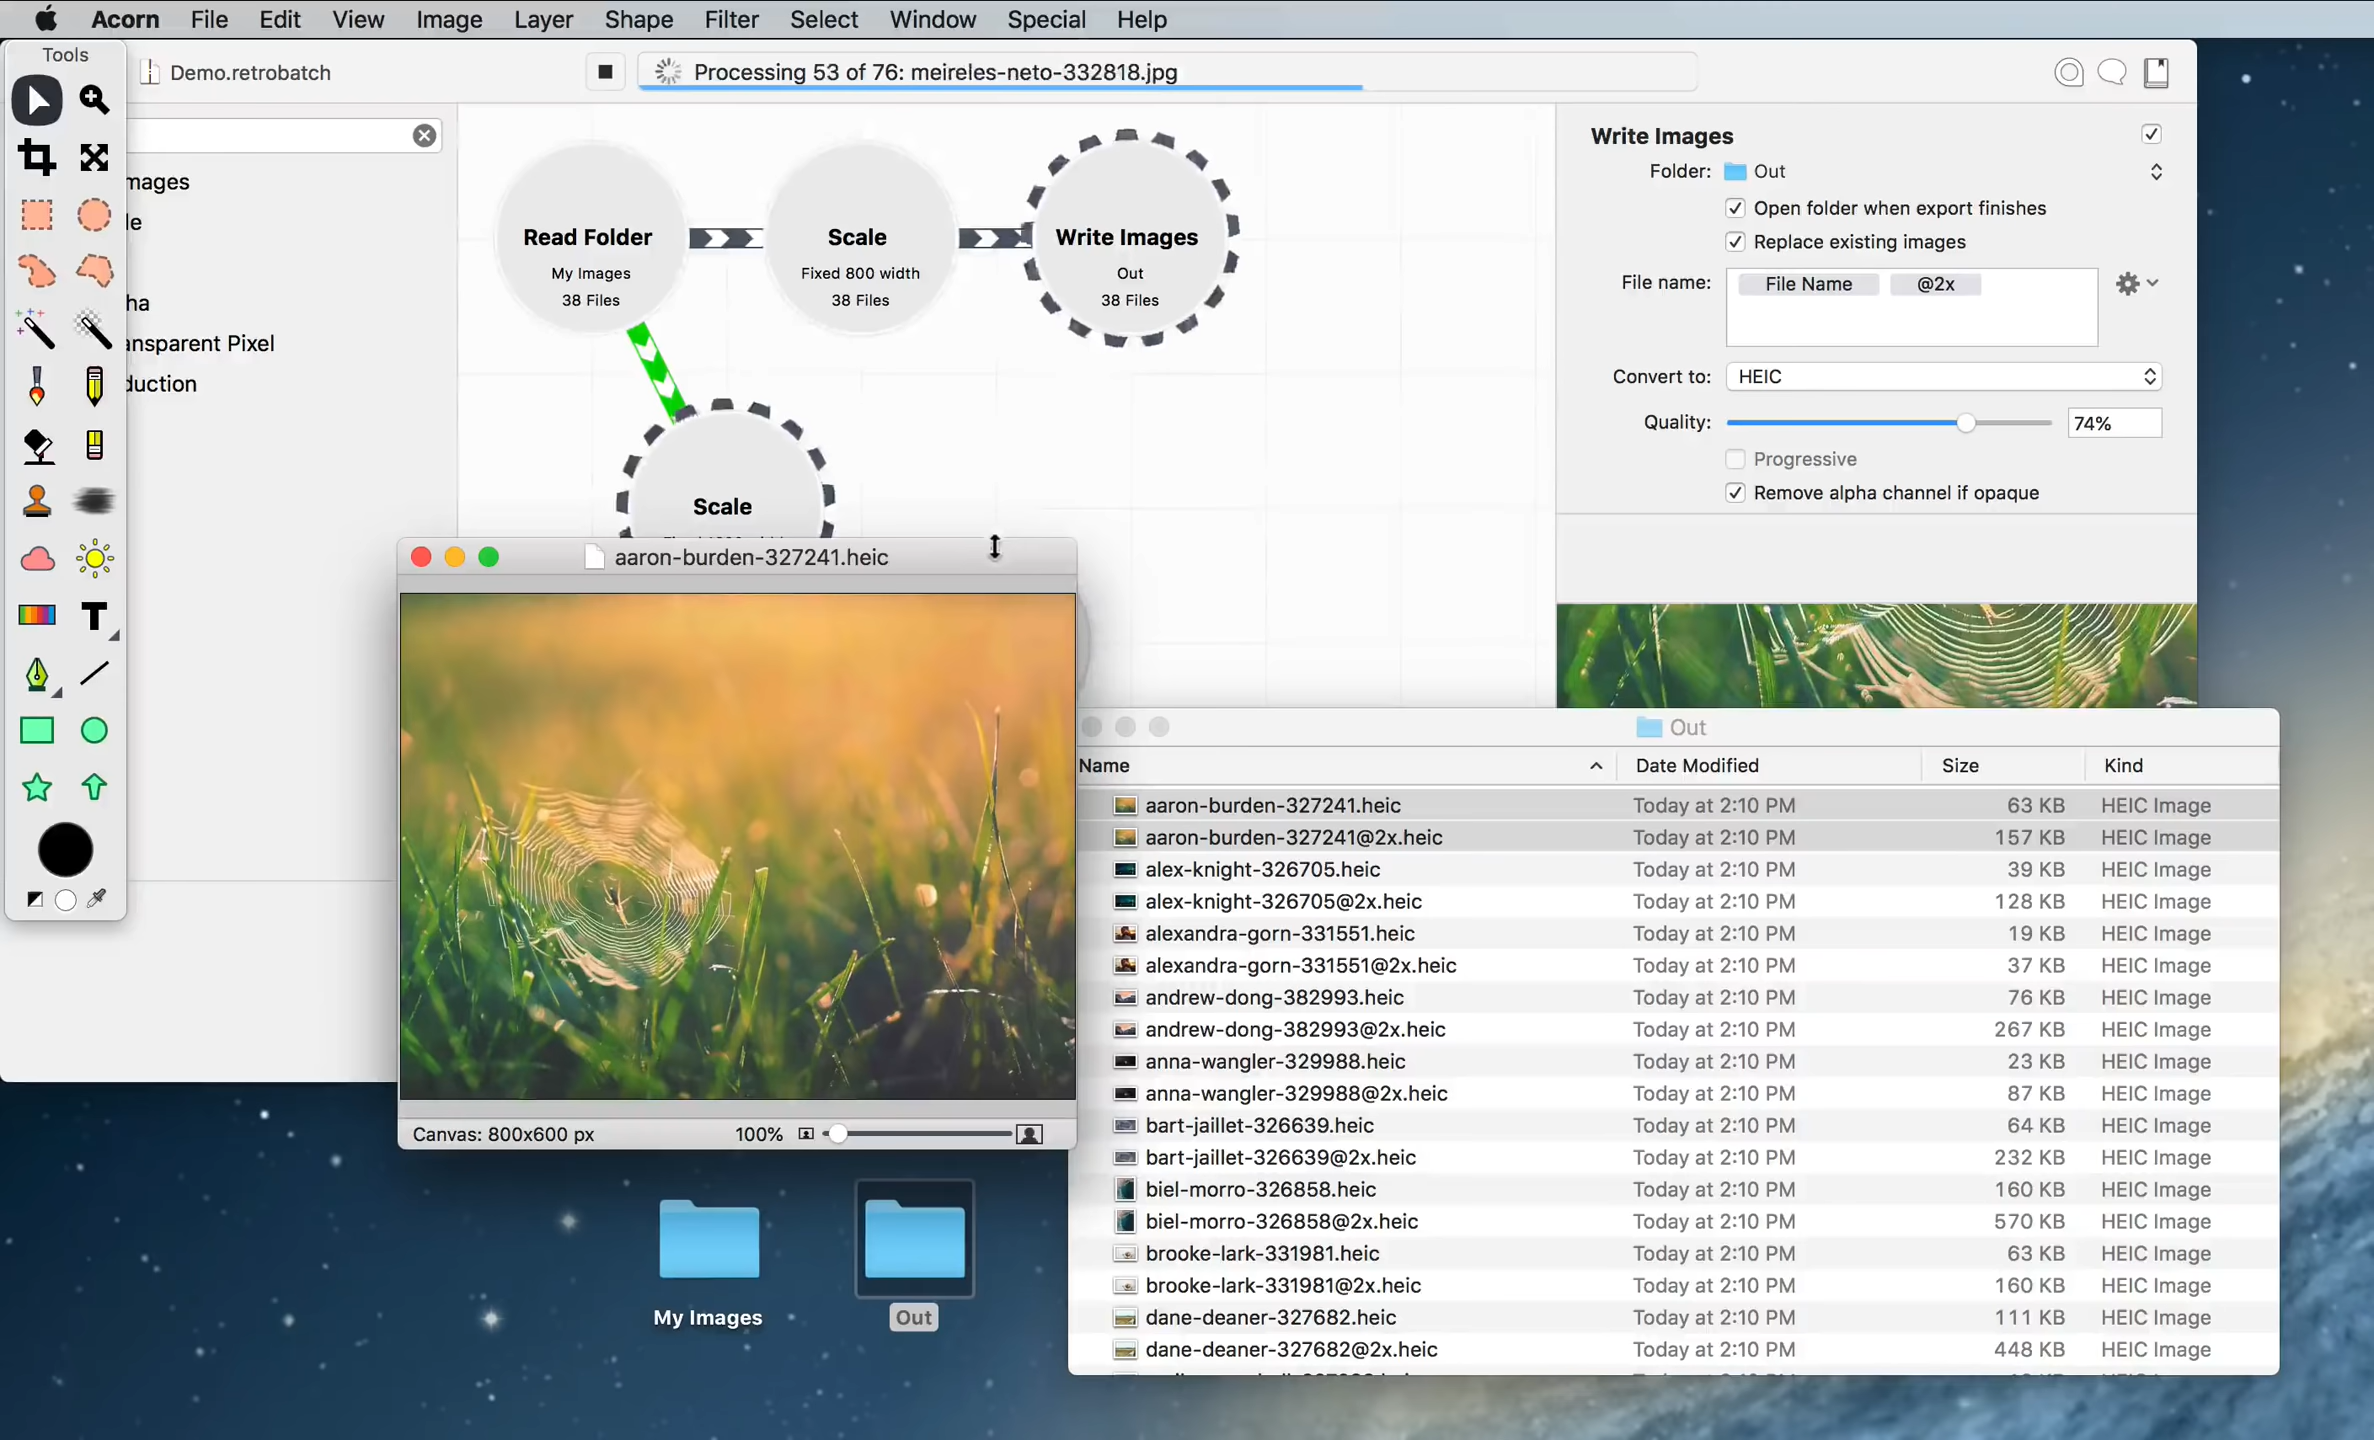 Acorn File Edit View Image Layer Shape Filter Select Window Special Help
Tools
Demo.retrobatch
Processing 53 of 76: meireles-neto-332818.jpg
ansparent Pixel
Read Folder
My Images
38 Files
Scale
Fixed 800 width
38 Files
Write Images
Out
38 Files
Scale
Write Images
Folder: Out
Open folder when export finishes
Replace existing images
File name: File Name @2x
Convert to: HEIC
Quality: 74%
Progressive
Remove alpha channel if opaque
aaron-burden-327241.heic
Canvas: 800x600 px 100%
My Images
Out
Out
Name Date Modified Size Kind
aaron-burden-327241.heic Today at 2:10 PM 63 KB HEIC Image
aaron-burden-327241@2x.heic Today at 2:10 PM 157 KB HEIC Image
alex-knight-326705.heic Today at 2:10 PM 39 KB HEIC Image
alex-knight-326705@2x.heic Today at 2:10 PM 128 KB HEIC Image
alexandra-gorn-331551.heic Today at 2:10 PM 19 KB HEIC Image
alexandra-gorn-331551@2x.heic Today at 2:10 PM 37 KB HEIC Image
andrew-dong-382993.heic Today at 2:10 PM 76 KB HEIC Image
andrew-dong-382993@2x.heic Today at 2:10 PM 267 KB HEIC Image
anna-wangler-329988.heic Today at 2:10 PM 23 KB HEIC Image
anna-wangler-329988@2x.heic Today at 2:10 PM 87 KB HEIC Image
bart-jaillet-326639.heic Today at 2:10 PM 64 KB HEIC Image
bart-jaillet-326639@2x.heic Today at 2:10 PM 232 KB HEIC Image
biel-morro-326858.heic Today at 2:10 PM 160 KB HEIC Image
biel-morro-326858@2x.heic Today at 2:10 PM 570 KB HEIC Image
brooke-lark-331981.heic Today at 2:10 PM 63 KB HEIC Image
brooke-lark-331981@2x.heic Today at 2:10 PM 160 KB HEIC Image
dane-deaner-327682.heic Today at 2:10 PM 111 KB HEIC Image
dane-deaner-327682@2x.heic Today at 2:10 PM 448 KB HEIC Image